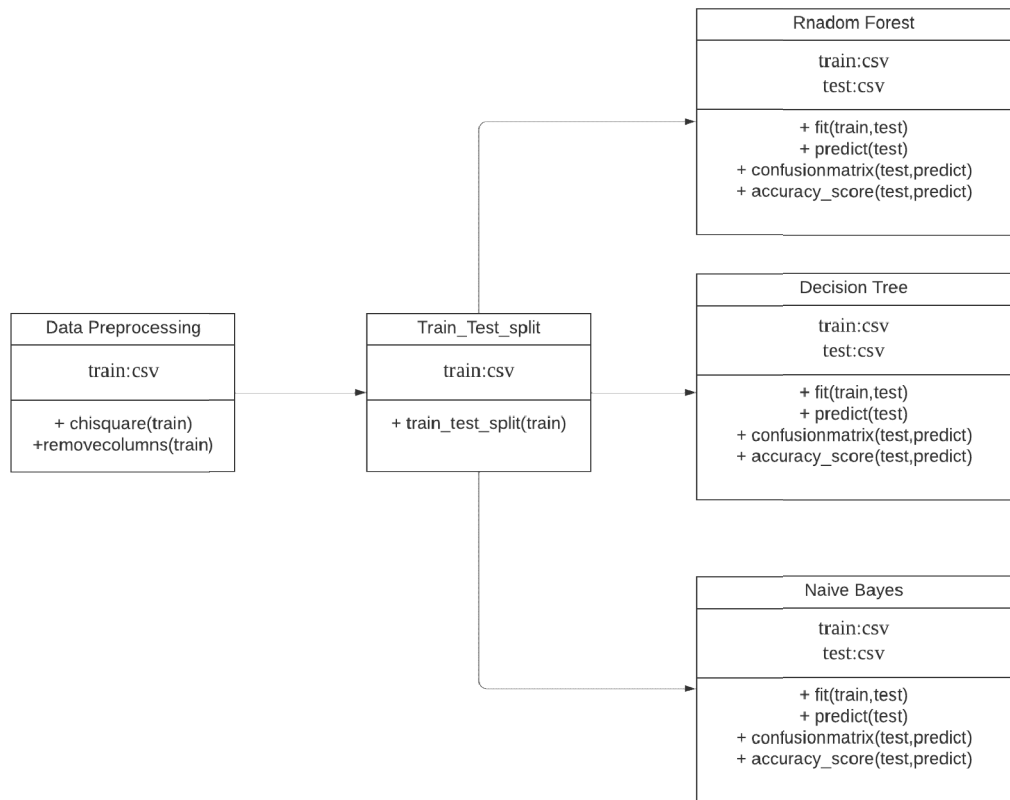 Data Preprocessing
train:csv
+ chisquare(train)
+removecolumns(train)
Train_Test_split
train:csv
+ train_test_split(train)
Rnadom Forest
train:csv
test:csv
+ fit(train,test)
+ predict(test)
+ confusionmatrix(test,predict)
+ accuracy_score(test,predict)
Decision Tree
train:csv
test:csv
+ fit(train,test)
+ predict(test)
+ confusionmatrix(test,predict)
+ accuracy_score(test,predict)
Naive Bayes
train:csv
test:csv
+ fit(train,test)
+ predict(test)
+ confusionmatrix(test,predict)
+ accuracy_score(test,predict)